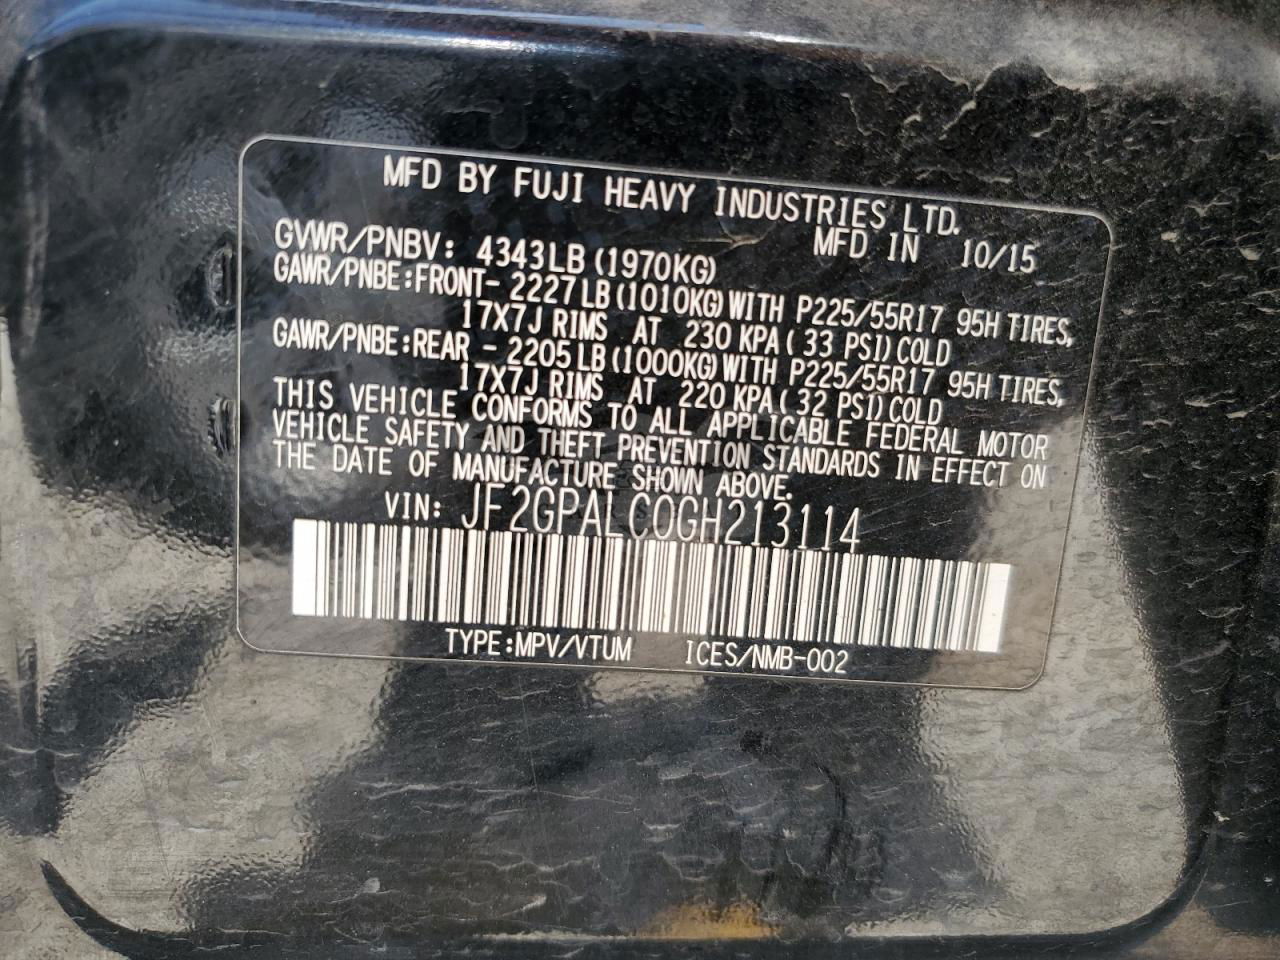 MFD BY FUJI HEAVY INDUSTRIES LTD.
MFD IN 10/15
GVWR/PNBV: 4343LB(1970KG)
GAWR/PNBE:FRONT- 2227LB(1010KG)WITH P225/55R17 95H TIRES,
17X7J RIMS AT 230 KPA( 33 PSI)COLD
GAWR/PNBE:REAR - 2205LB(1000KG)WITH P225/55R17 95H TIRES,
17X7J RIMS AT 220 KPA( 32 PSI)COLD
THIS VEHICLE CONFORMS TO ALL APPLICABLE FEDERAL MOTOR
VEHICLE SAFETY AND THEFT PREVENTION STANDARDS IN EFFECT ON
THE DATE OF MANUFACTURE SHOWN ABOVE.
VIN: JF2GPALC0GH213114
TYPE:MPV/VTUM ICES/NMB-002